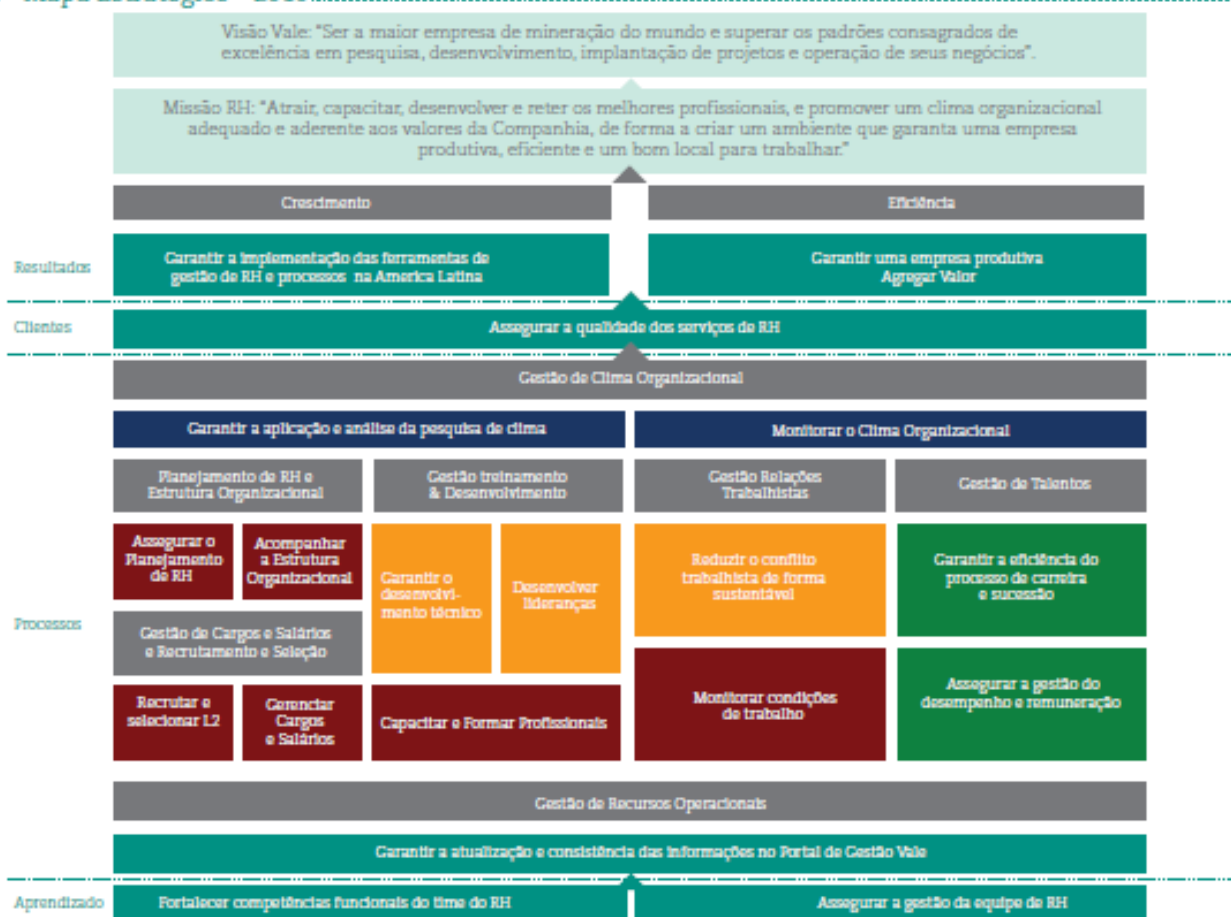 Visão Vale: “Ser a maior empresa de mineração do mundo e superar os padrões consagrados de
excelência em pesquisa, desenvolvimento, implantação de projetos e operação de seus negócios”.
Missão RH: “Atrair, capacitar, desenvolver e reter os melhores profissionais, e promover um clima organizacional
adequado e aderente aos valores da Companhia, de forma a criar um ambiente que garanta uma empresa
produtiva, eficiente e um bom local para trabalhar.”
Crescimento
Eficiência
Resultados
Garantir a implementação das ferramentas de
gestão de RH e processos na America Latina
Garantir uma empresa produtiva
Agregar Valor
Clientes
Assegurar a qualidade dos serviços de RH
Gestão de Clima Organizacional
Garantir a aplicação e análise da pesquisa de clima
Monitorar o Clima Organizacional
Planejamento de RH e
Estrutura Organizacional
Gestão treinamento
& Desenvolvimento
Gestão Relações
Trabalhistas
Gestão de Talentos
Processos
Assegurar o
Planejamento
de RH
Acompanhar
a Estrutura
Organizacional
Garantir o
desenvolvi-
mento técnico
Desenvolver
lideranças
Reduzir o conflito
trabalhista de forma
sustentável
Garantir a eficiência do
processo de carreira
e sucessão
Gestão de Cargos e Salários
e Recrutamento e Seleção
Recrutar e
selecionar L2
Gerenciar
Cargos
e Salários
Capacitar e Formar Profissionais
Monitorar condições
de trabalho
Assegurar a gestão do
desempenho e remuneração
Gestão de Recursos Operacionais
Garantir a atualização e consistência das informações no Portal de Gestão Vale
Aprendizado
Fortalecer competências funcionais do time do RH
Assegurar a gestão da equipe de RH